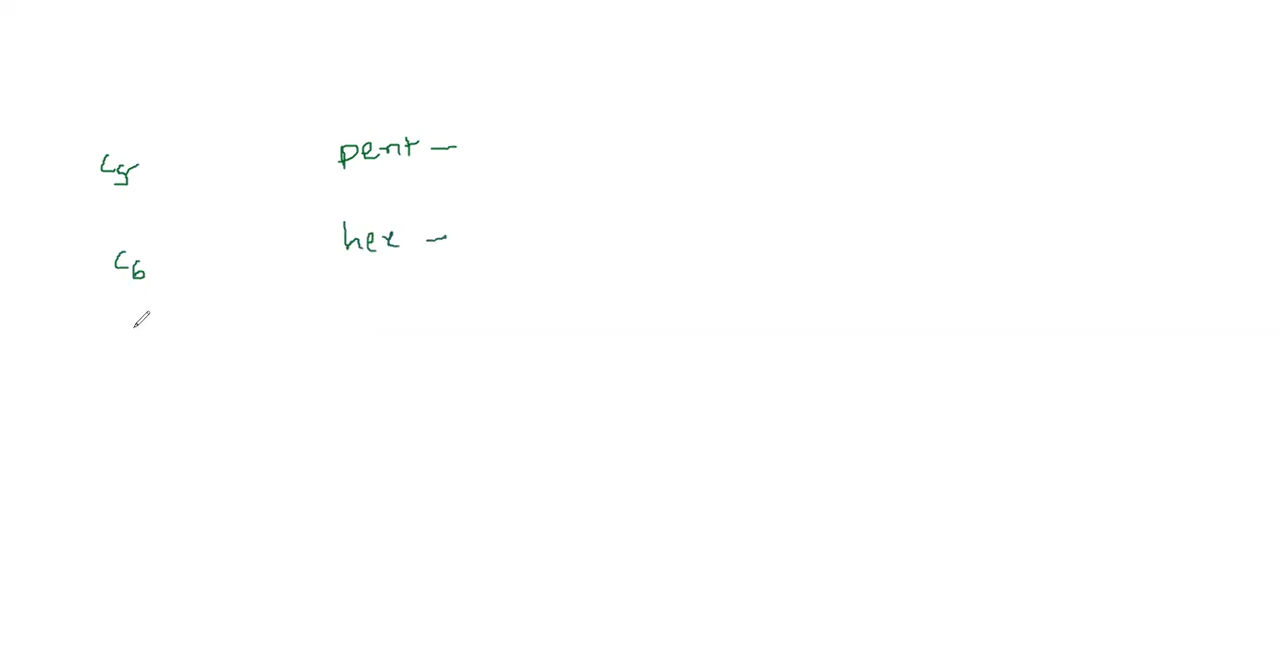 C₅ pent –
C₆ hex –